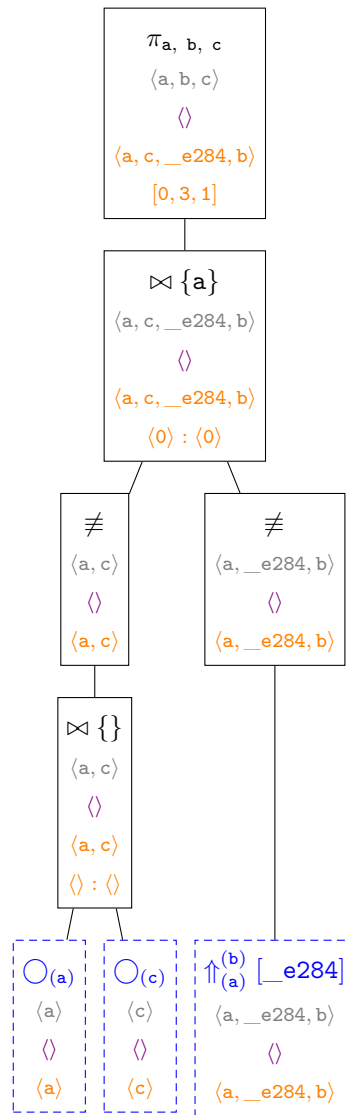 π a, b, c
⟨a, b, c⟩
⟨⟩
⟨a, c, __e284, b⟩
[0, 3, 1]
⋈ {a}
⟨a, c, __e284, b⟩
⟨⟩
⟨a, c, __e284, b⟩
⟨0⟩ : ⟨0⟩
≢
⟨a, c⟩
⟨⟩
⟨a, c⟩
≢
⟨a, __e284, b⟩
⟨⟩
⟨a, __e284, b⟩
⋈ {}
⟨a, c⟩
⟨⟩
⟨a, c⟩
⟨⟩ : ⟨⟩
◯(a)
⟨a⟩
⟨⟩
⟨a⟩
◯(c)
⟨c⟩
⟨⟩
⟨c⟩
⇑(b)(a) [__e284]
⟨a, __e284, b⟩
⟨⟩
⟨a, __e284, b⟩